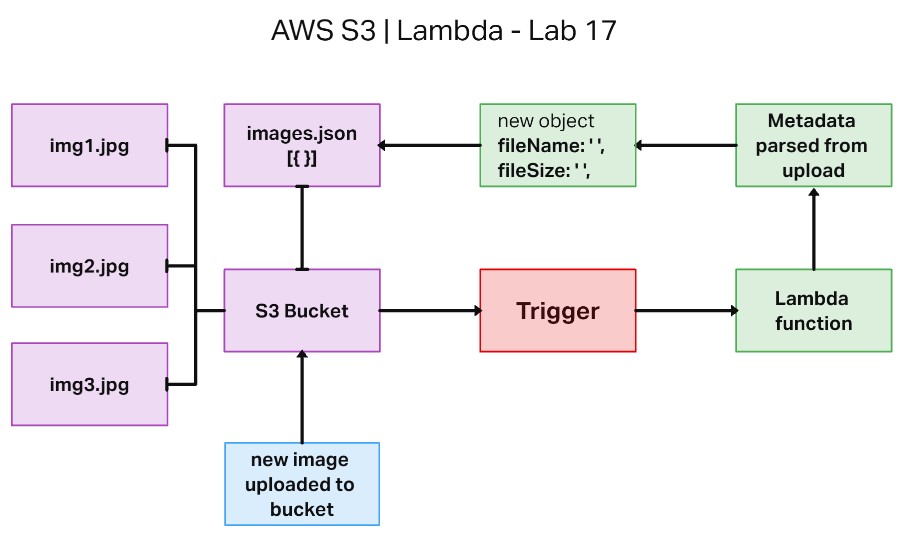 AWS S3 | Lambda - Lab 17
img1.jpg
images.json
[{ }]
new object
fileName: ' ',
fileSize: ' ',
Metadata
parsed from
upload
img2.jpg
S3 Bucket
Trigger
Lambda
function
img3.jpg
new image
uploaded to
bucket